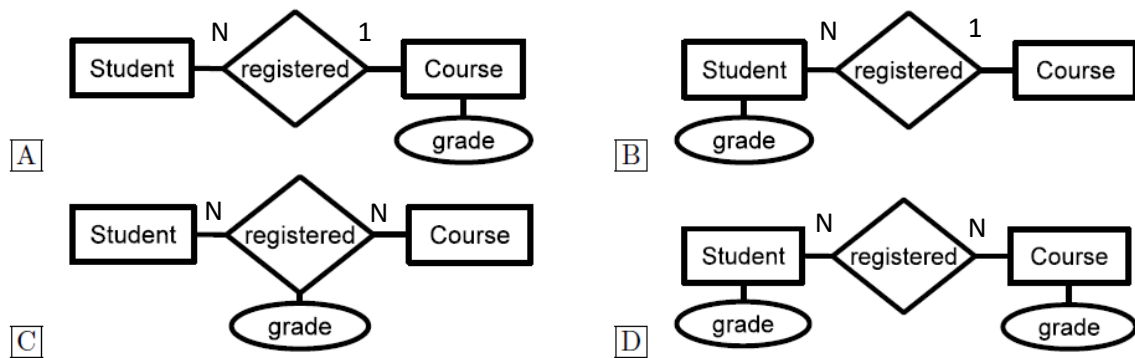 N 1 N 1
Student registered Course Student registered Course
grade grade
A B
N N N N
Student registered Course Student registered Course
grade grade grade
C D